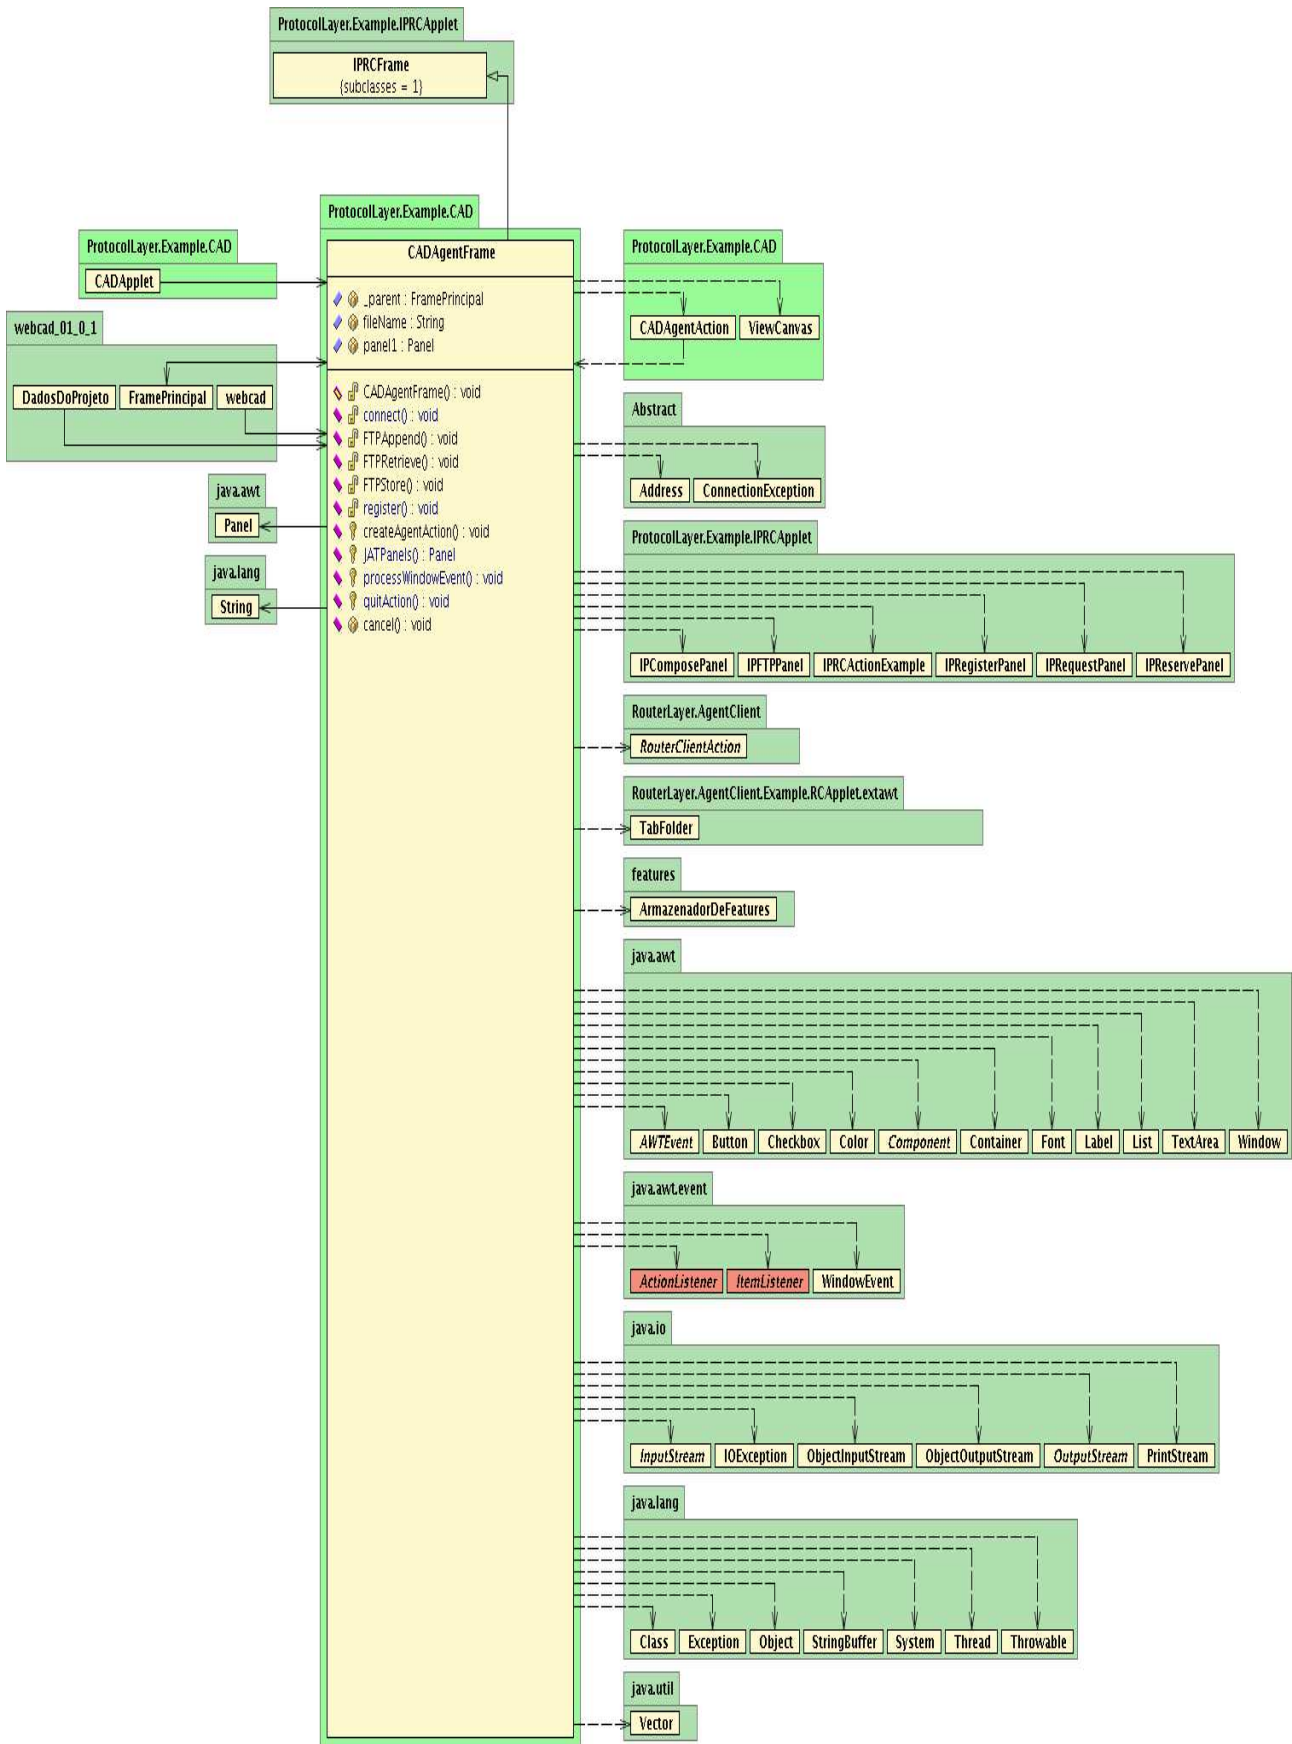 ProtocolLayer.Example.IPRCApplet
IPRCFrame
{subclasses = 1}
ProtocolLayer.Example.CAD
CADApplet
webcad_01_0_1
DadosDoProjeto FramePrincipal webcad
java.awt
Panel
java.lang
String
ProtocolLayer.Example.CAD
CADAgentFrame
_parent : FramePrincipal
fileName : String
panel1 : Panel
CADAgentFrame() : void
connect() : void
FTPAppend() : void
FTPRetrieve() : void
FTPStore() : void
register() : void
createAgentAction() : void
JATPanels() : Panel
processWindowEvent() : void
quitAction() : void
cancel() : void
ProtocolLayer.Example.CAD
CADAgentAction ViewCanvas
Abstract
Address ConnectionException
ProtocolLayer.Example.IPRCApplet
IPComposePanel IPFTPPanel IPRCActionExample IPRegisterPanel IPRequestPanel IPReservePanel
RouterLayer.AgentClient
RouterClientAction
RouterLayer.AgentClient.Example.RCApplet.extawt
TabFolder
features
ArmazenadorDeFeatures
java.awt
AWTEvent Button Checkbox Color Component Container Font Label List TextArea Window
java.awt.event
ActionListener ItemListener WindowEvent
java.io
InputStream IOException ObjectInputStream ObjectOutputStream OutputStream PrintStream
java.lang
Class Exception Object StringBuffer System Thread Throwable
java.util
Vector